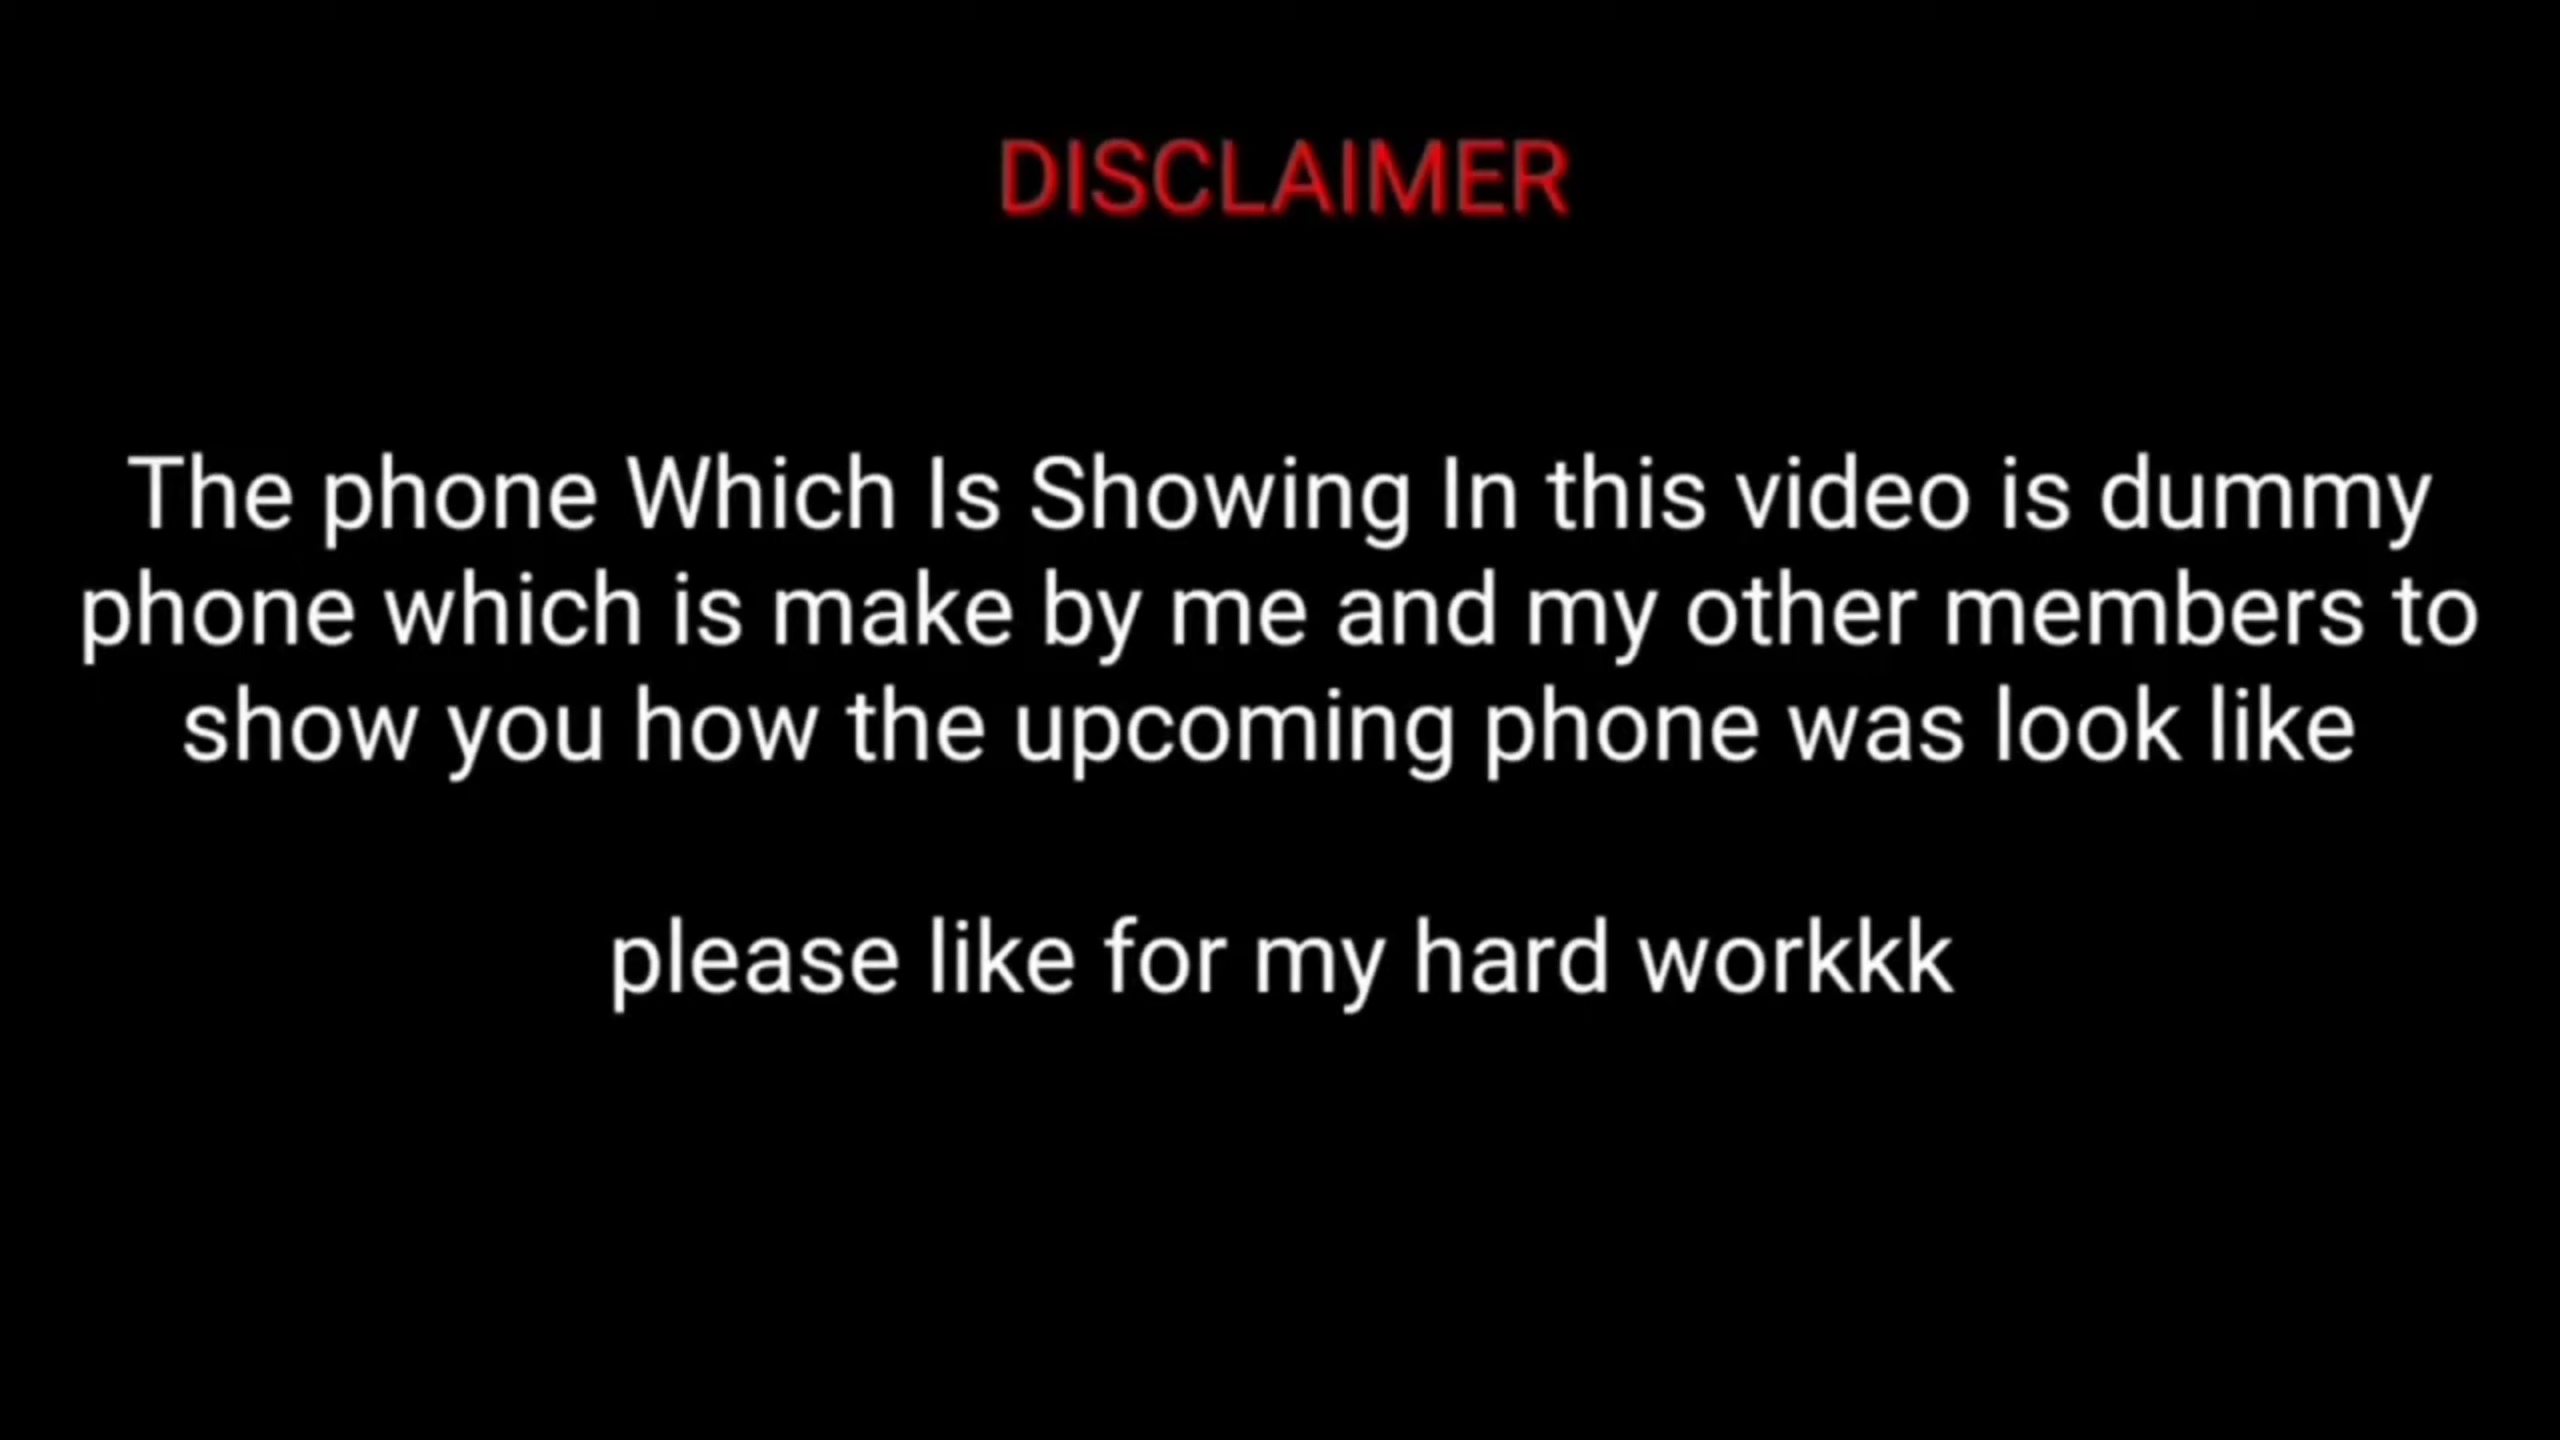 DISCLAIMER
The phone Which Is Showing In this video is dummy
phone which is make by me and my other members to
show you how the upcoming phone was look like
please like for my hard workkk